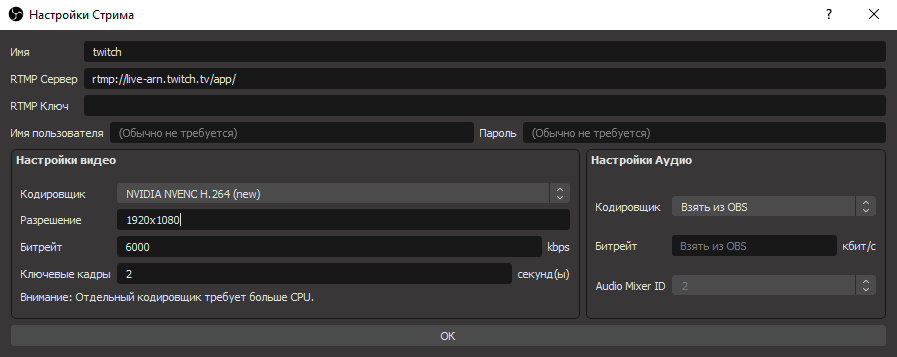 Настройки Стрима
?
Имя twitch
RTMP Сервер rtmp://live-arn.twitch.tv/app/
RTMP Ключ
Имя пользователя (Обычно не требуется) Пароль (Обычно не требуется)
Настройки видео
Кодировщик NVIDIA NVENC H.264 (new)
Разрешение 1920x1080
Битрейт 6000 kbps
Ключевые кадры 2 секунд(ы)
Внимание: Отдельный кодировщик требует больше CPU.
Настройки Аудио
Кодировщик Взять из OBS
Битрейт Взять из OBS кбит/с
Audio Mixer ID 2
OK